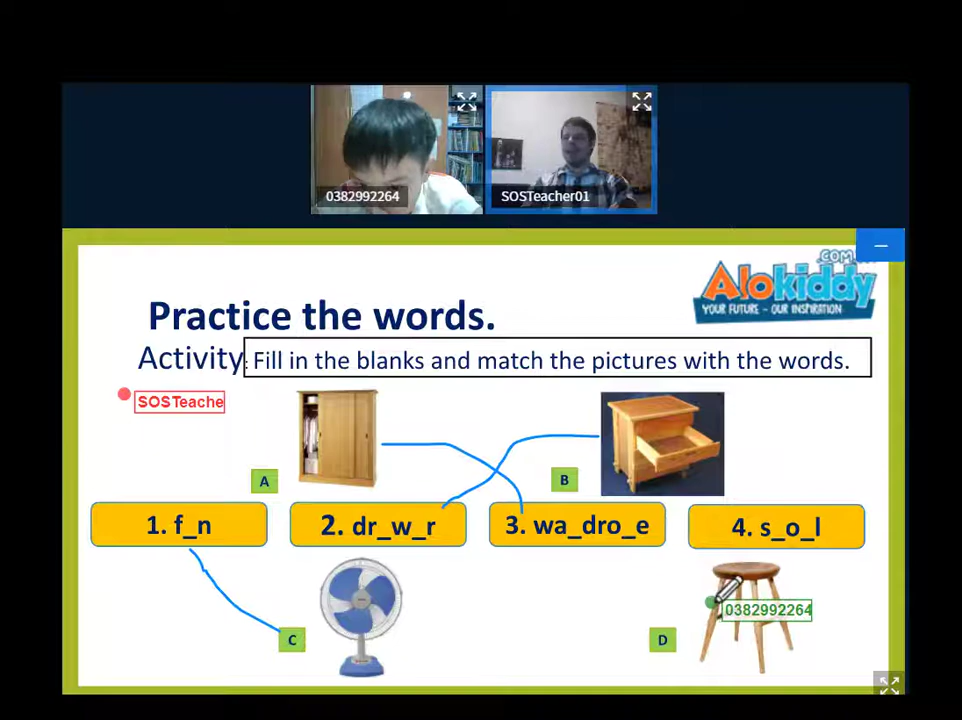 0382992264
SOSTeacher01
.COM
Alokiddy
YOUR FUTURE - OUR INSPIRATION
Practice the words.
Activity:
Fill in the blanks and match the pictures with the words.
SOSTeache
A
B
1. f_n
2. dr_w_r
3. wa_dro_e
4. s_o_l
0382992264
C
D